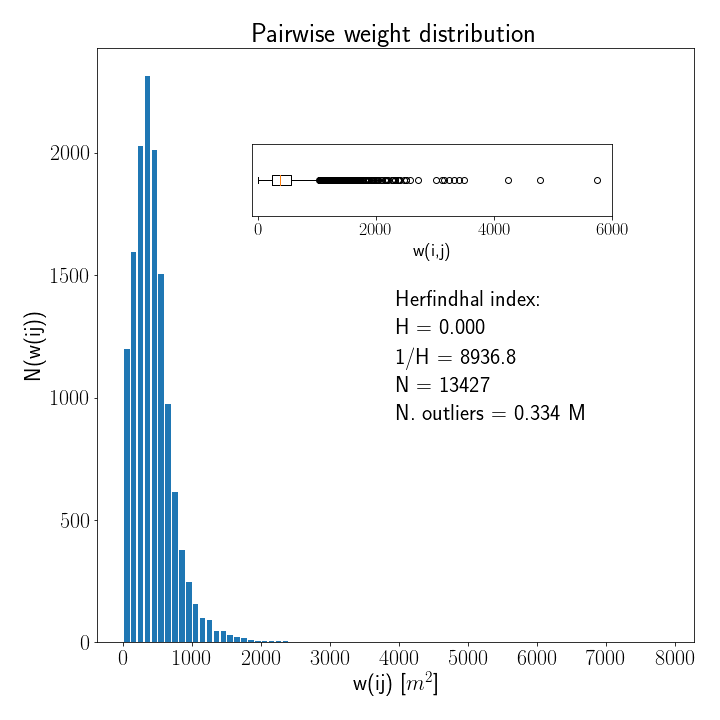 Pairwise weight distribution
N(w(ij))
2000
1500
1000
500
0
0 2000 4000 6000
w(i,j)
Herfindhal index:
H = 0.000
1/H = 8936.8
N = 13427
N. outliers = 0.334 M
0 1000 2000 3000 4000 5000 6000 7000 8000
w(ij) [m²]